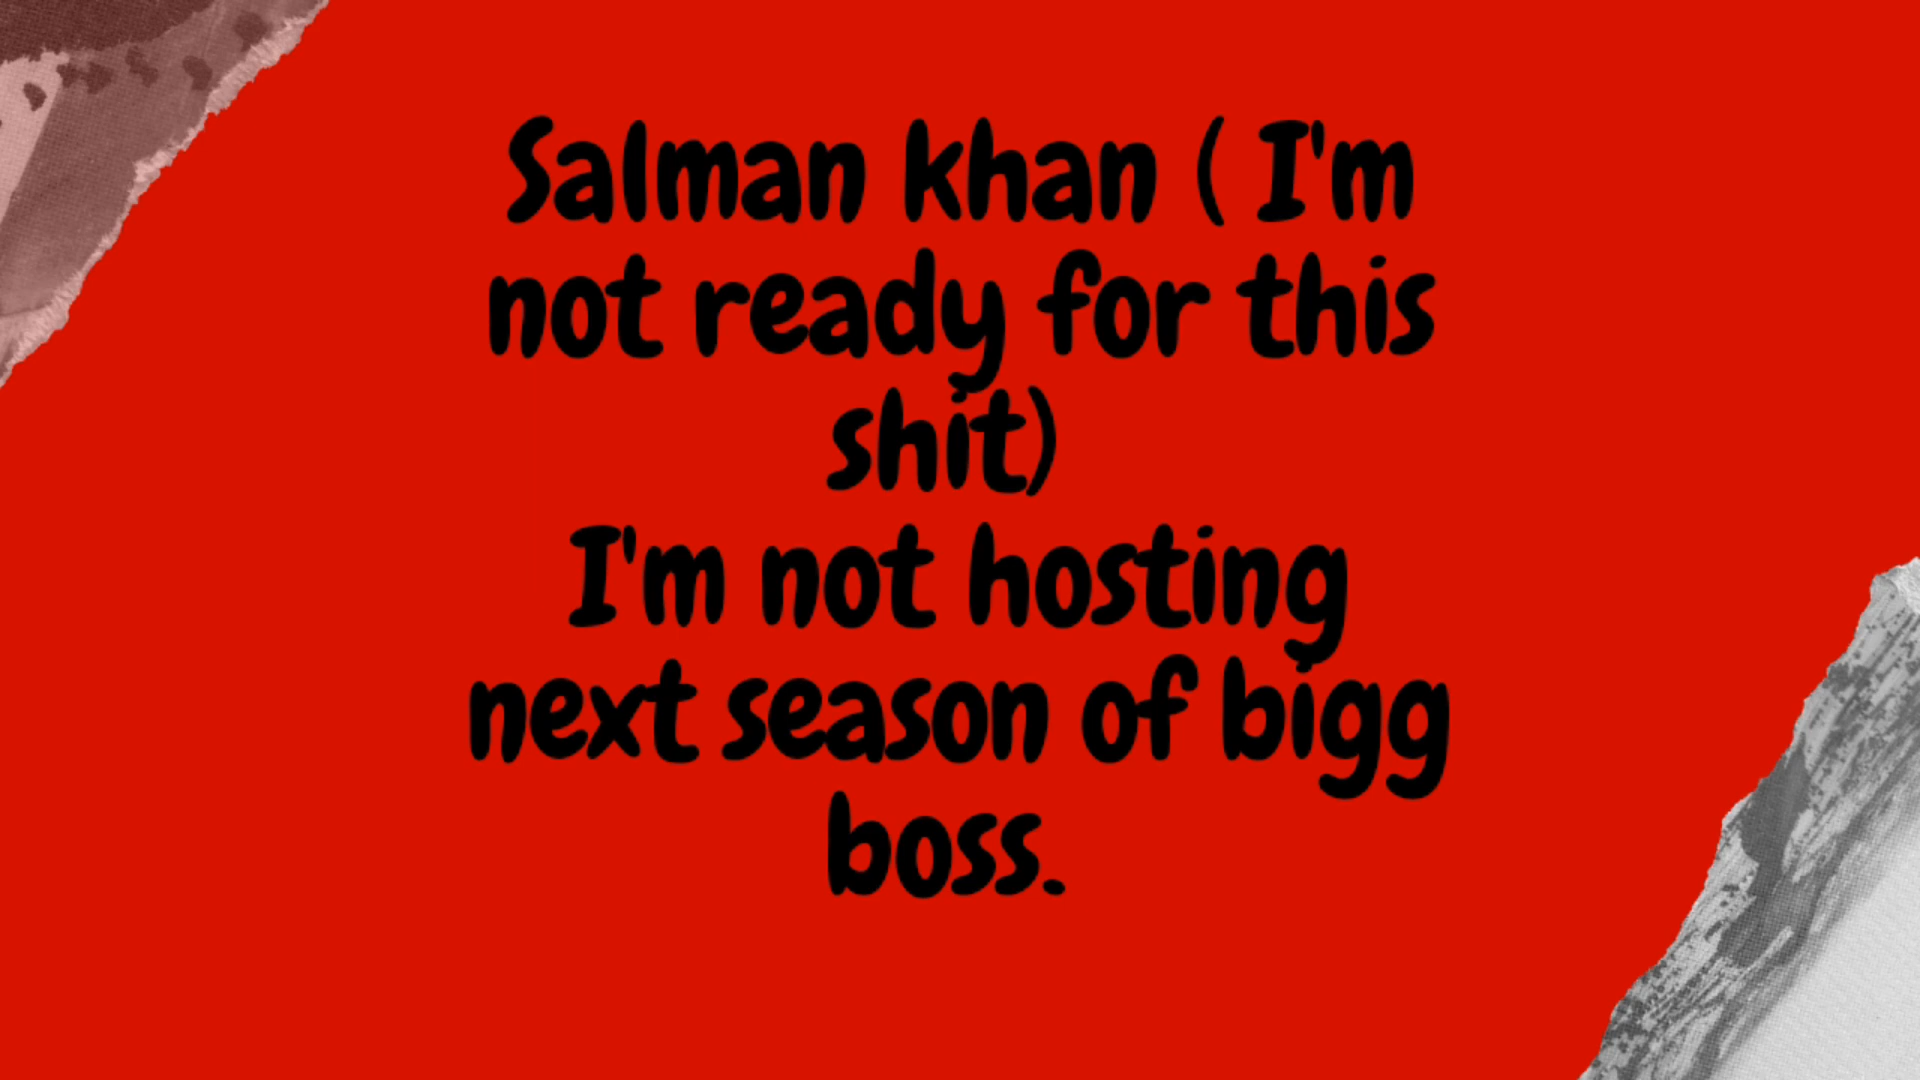 Salman khan ( I'm
not ready for this
shit)
I'm not hosting
next season of bigg
boss.